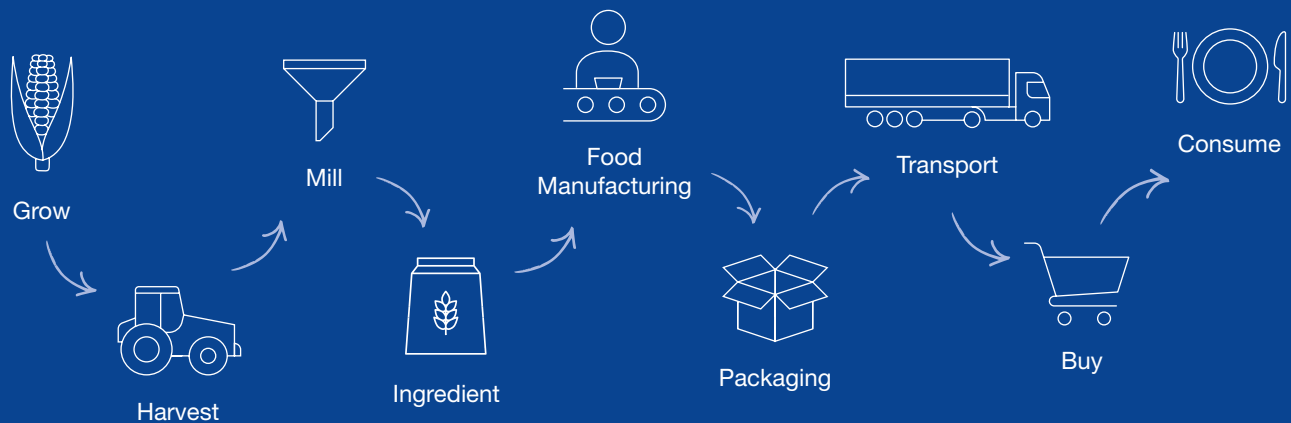 Grow
Harvest
Mill
Ingredient
Food
Manufacturing
Packaging
Transport
Buy
Consume